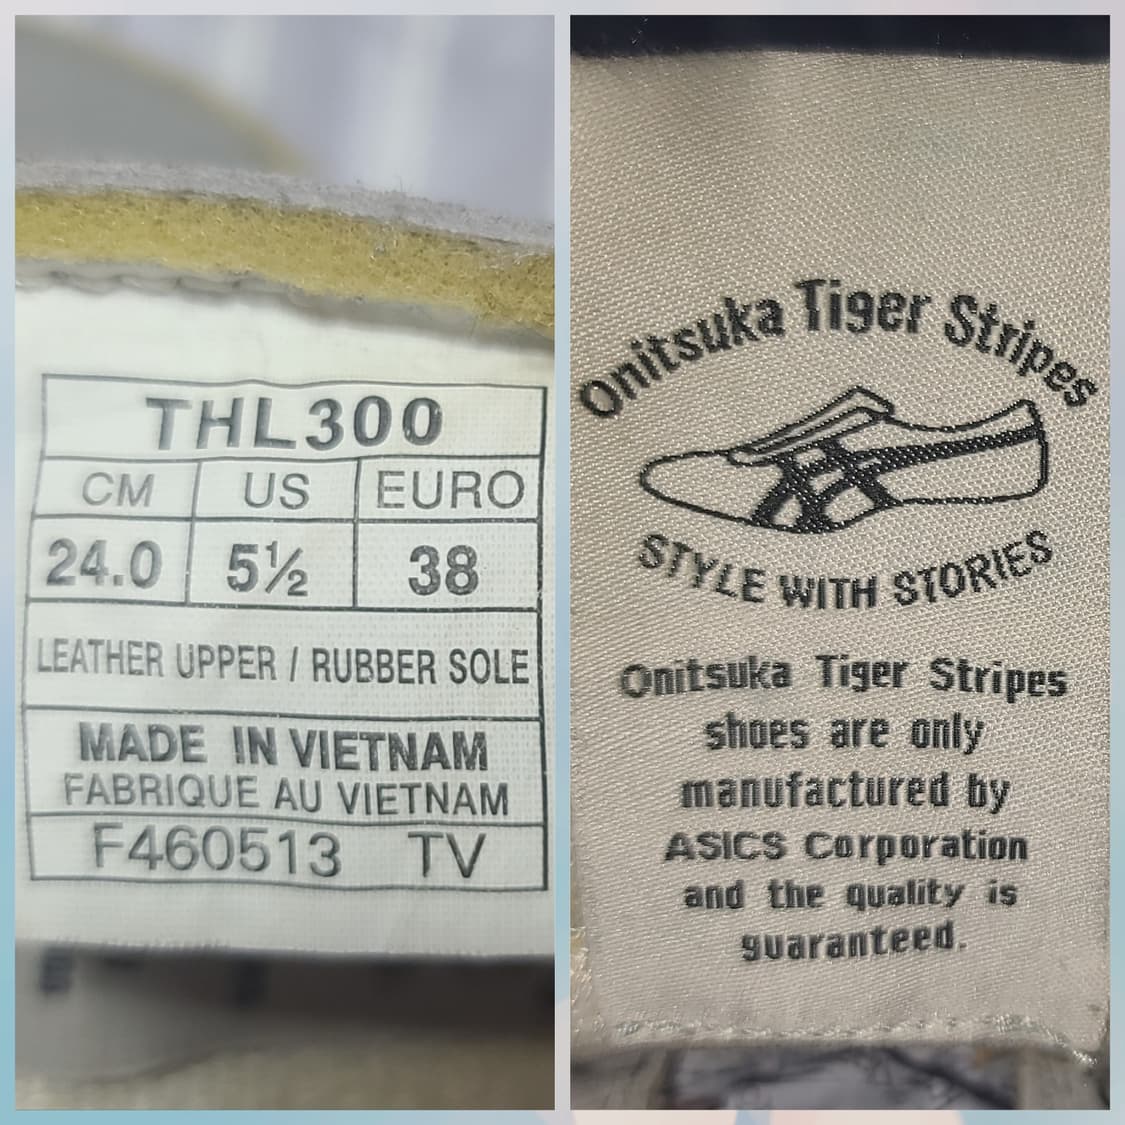 THL300
CM US EURO
24.0 5½ 38
LEATHER UPPER / RUBBER SOLE
MADE IN VIETNAM
FABRIQUE AU VIETNAM
F460513 TV
Onitsuka Tiger Stripes
STYLE WITH STORIES
Onitsuka Tiger Stripes
shoes are only
manufactured by
ASICS Corporation
and the quality is
guaranteed.